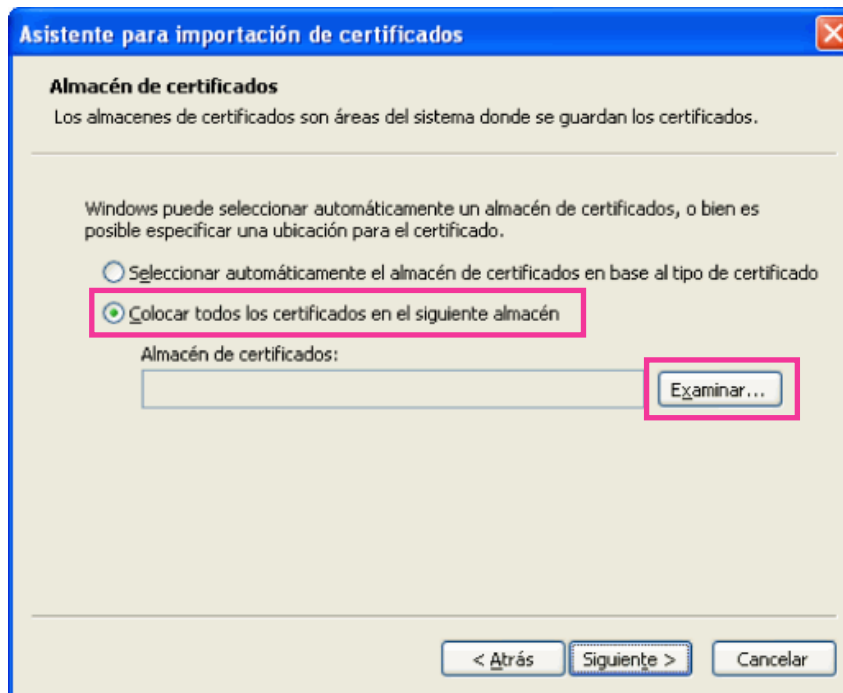 Asistente para importación de certificados
Almacén de certificados
Los almacenes de certificados son áreas del sistema donde se guardan los certificados.
Windows puede seleccionar automáticamente un almacén de certificados, o bien es
posible especificar una ubicación para el certificado.
Seleccionar automáticamente el almacén de certificados en base al tipo de certificado
Colocar todos los certificados en el siguiente almacén
Almacén de certificados:
Examinar...
< Atrás
Siguiente >
Cancelar